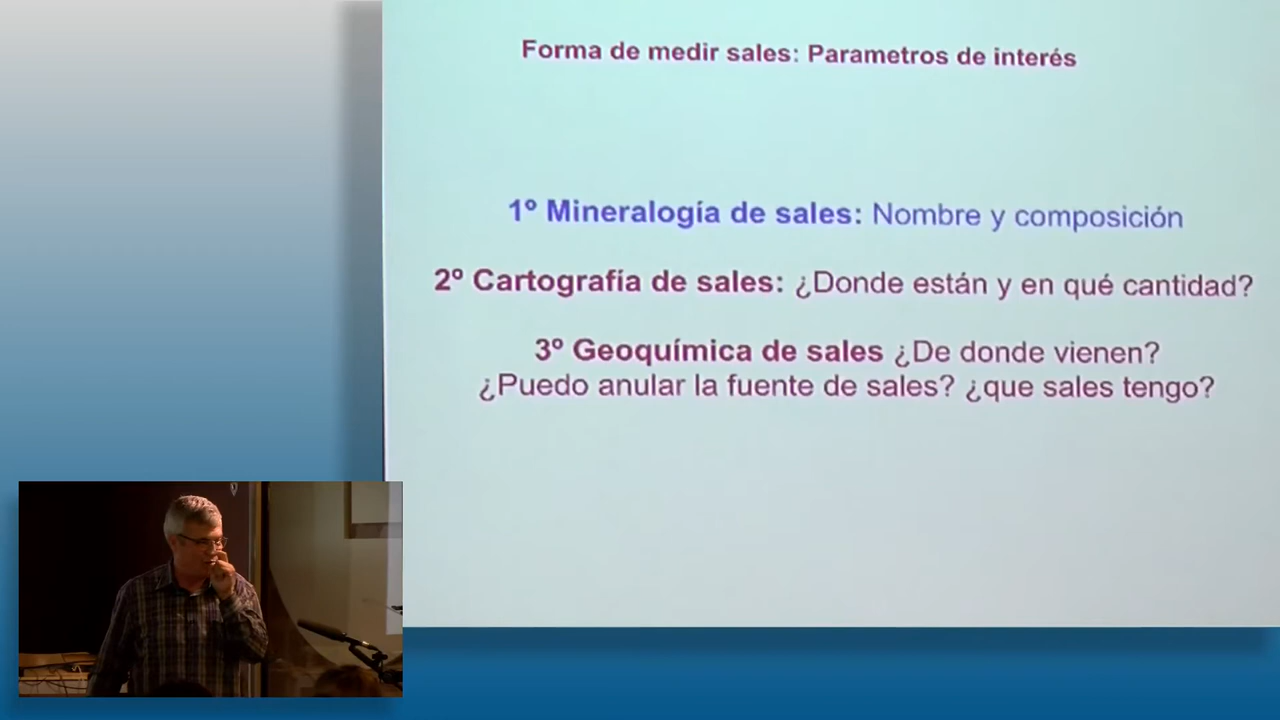 Forma de medir sales: Parametros de interés
1º Mineralogía de sales: Nombre y composición
2º Cartografía de sales: ¿Donde están y en qué cantidad?
3º Geoquímica de sales ¿De donde vienen?
¿Puedo anular la fuente de sales? ¿que sales tengo?